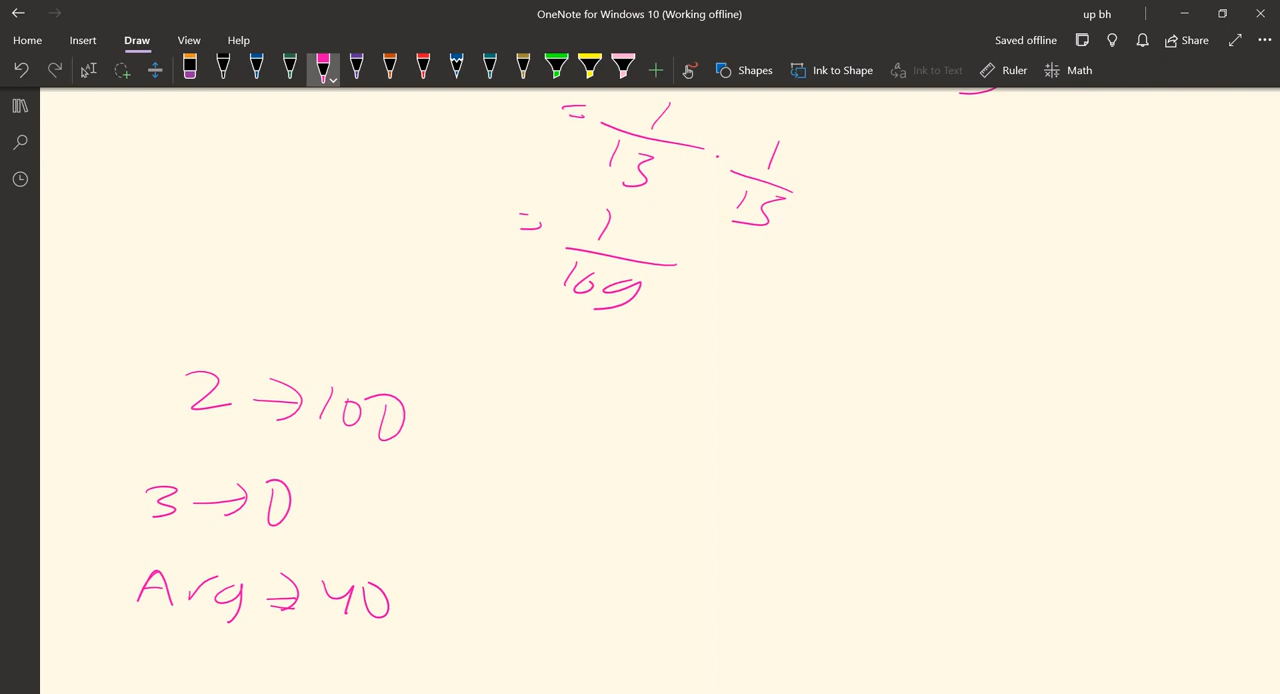 OneNote for Windows 10 (Working offline)
up bh
Home Insert Draw View Help
Saved offline
Share
Shapes
Ink to Shape
Ink to Text
Ruler
Math
= 1/13 · 1/13
= 1/169
2 → 100
3 → 0
Avg ⇒ 40